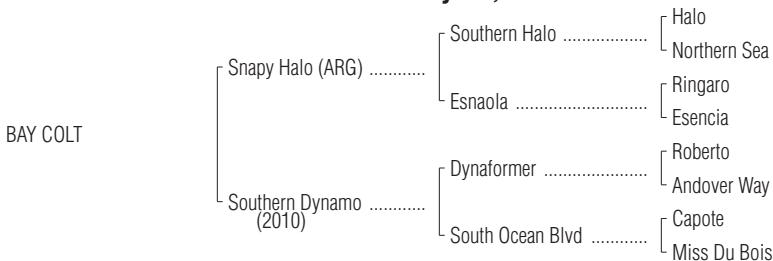 BAY COLT
Snapy Halo (ARG) ............
Southern Dynamo ............
(2010)
Southern Halo ..................
Esnaola ............................
Dynaformer ......................
South Ocean Blvd ............
Halo
Northern Sea
Ringaro
Esencia
Roberto
Andover Way
Capote
Miss Du Bois